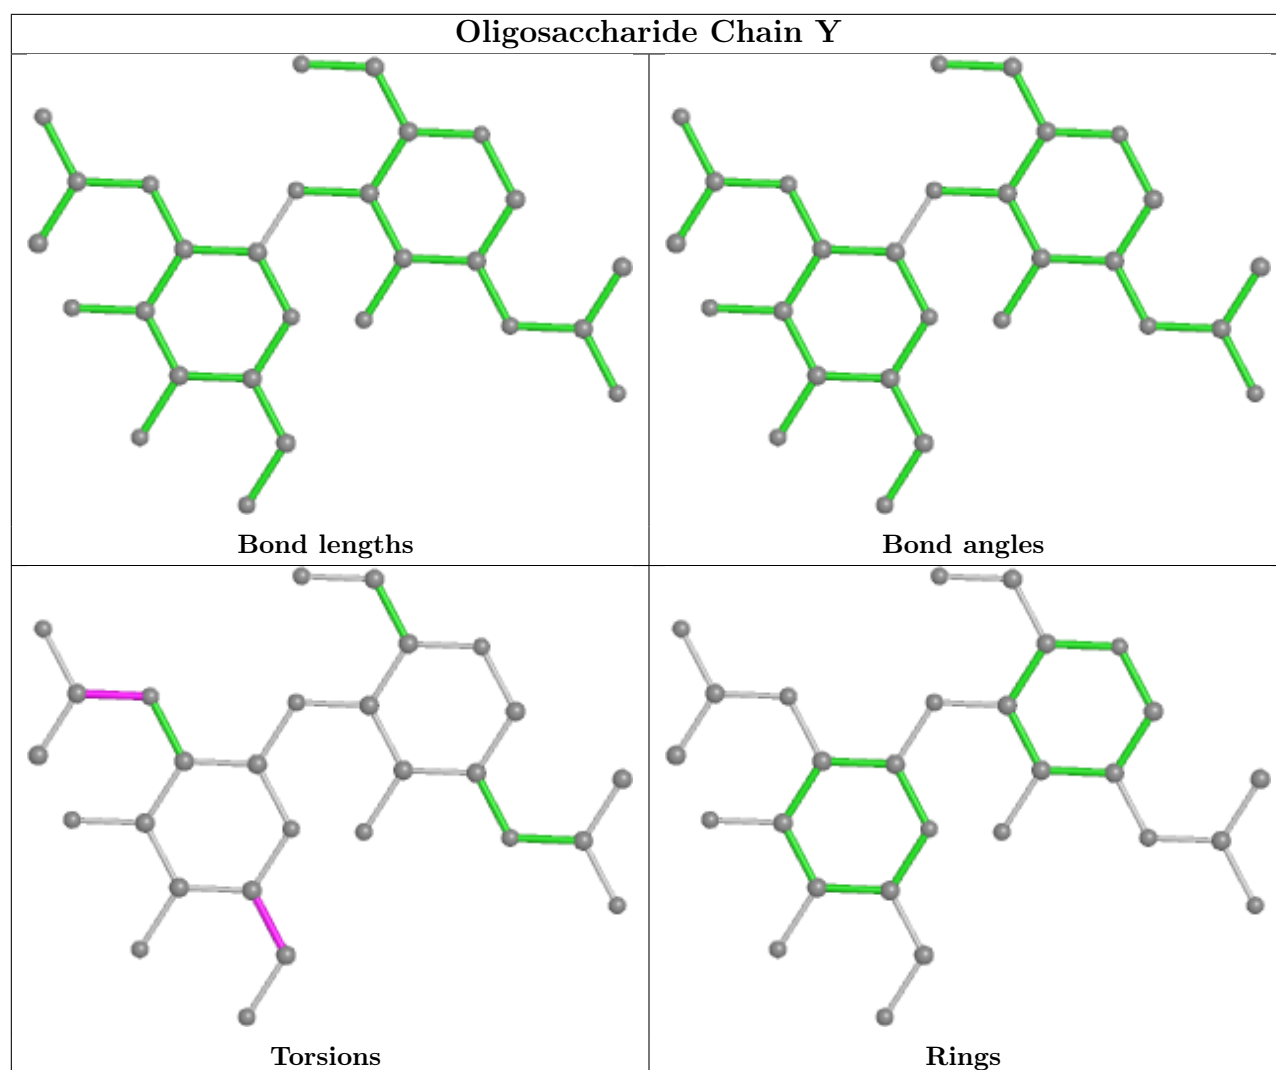 Oligosaccharide Chain Y
Bond lengths
Bond angles
Torsions
Rings